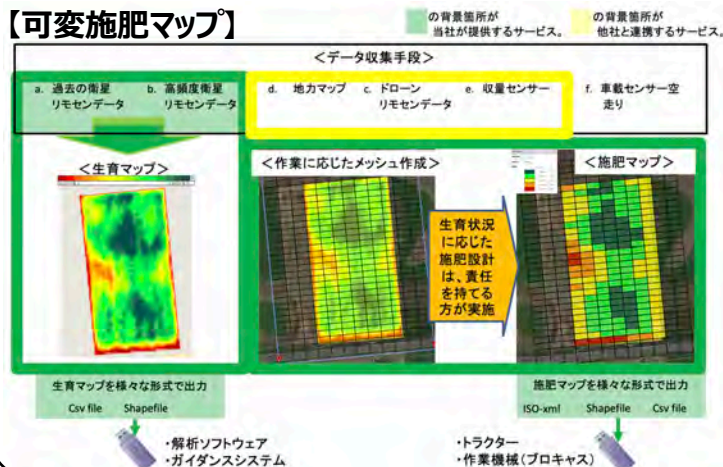 【可変施肥マップ】
の背景箇所が
当社が提供するサービス。
の背景箇所が
他社と連携するサービス。
＜データ収集手段＞
a. 過去の衛星
リモセンデータ
b. 高頻度衛星
リモセンデータ
d. 地力マップ
c. ドローン
リモセンデータ
e. 収量センサー
f. 車載センサー空
走り
＜生育マップ＞
＜作業に応じたメッシュ作成＞
＜施肥マップ＞
生育状況
に応じた
施肥設計
は、責任
を持てる
方が実施
生育マップを様々な形式で出力
Csv file Shapefile
施肥マップを様々な形式で出力
ISO-xml Shapefile Csv file
・解析ソフトウェア
・ガイダンスシステム
・トラクター
・作業機械（ブロキャス）